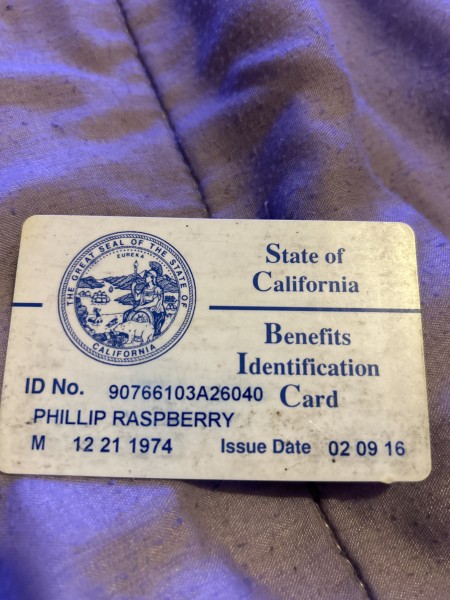 THE GREAT SEAL OF THE STATE OF CALIFORNIA
EUREKA
State of
California
Benefits
Identification
Card
ID No. 90766103A26040
PHILLIP RASPBERRY
M 12 21 1974 Issue Date 02 09 16